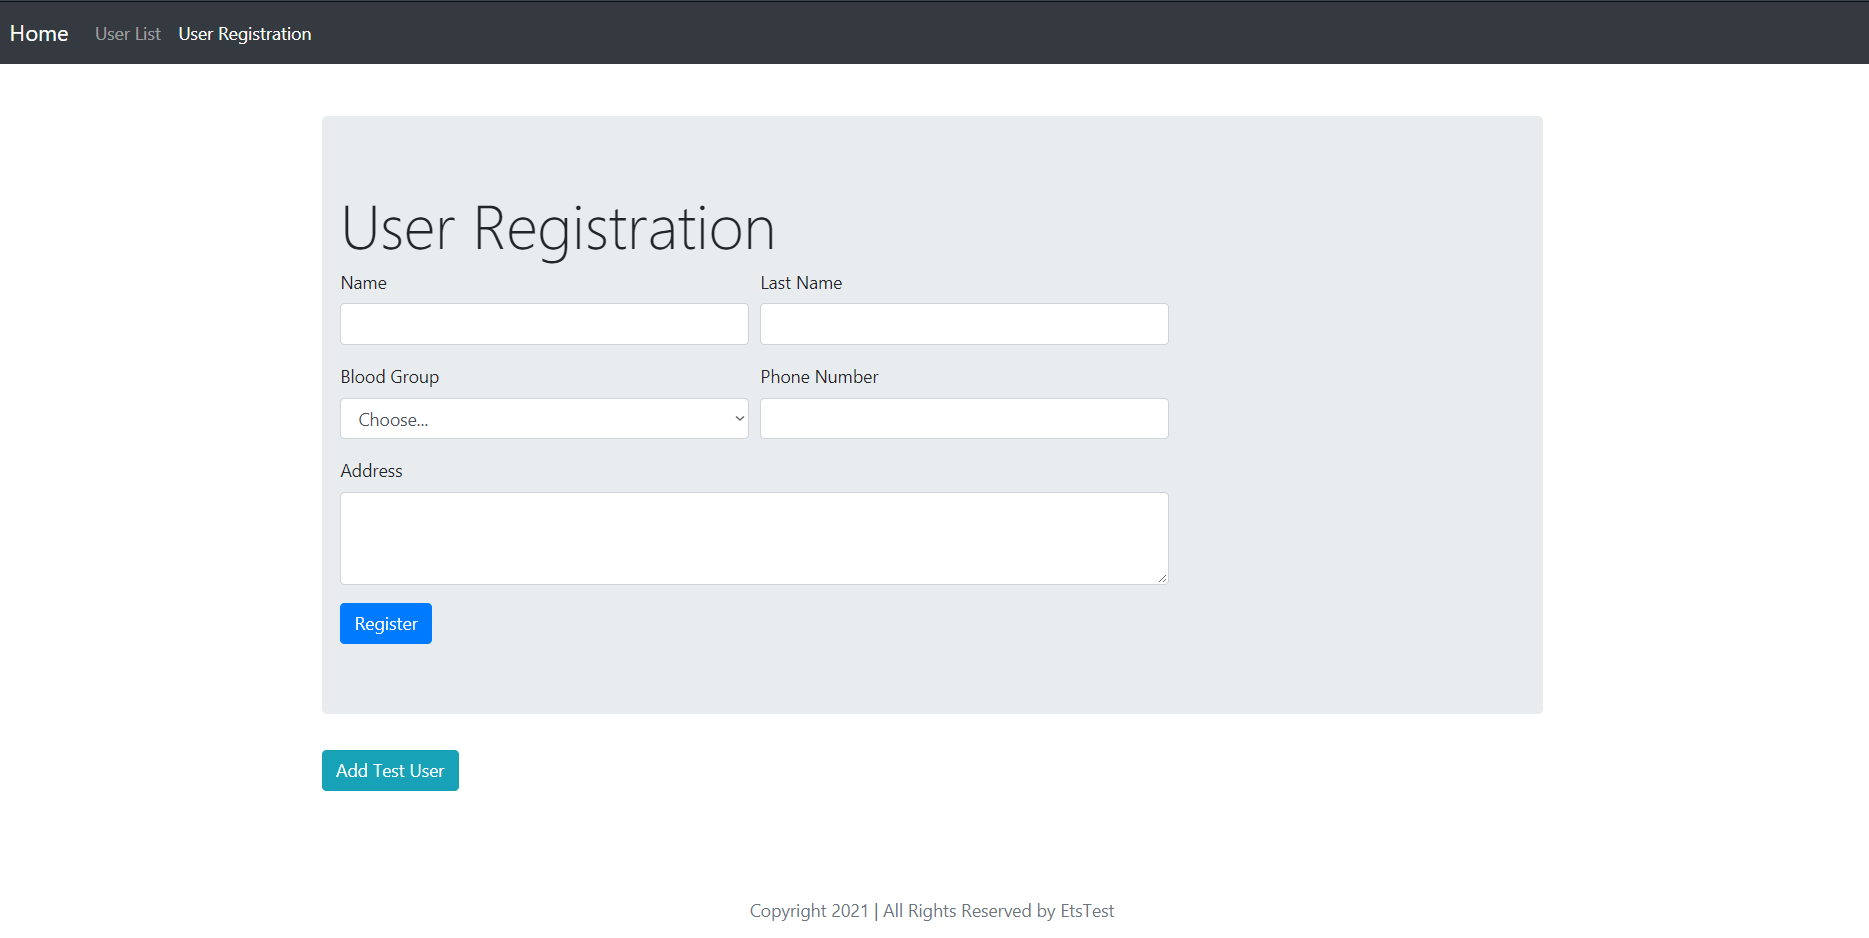 Home User List User Registration
User Registration
Name Last Name
Blood Group Phone Number
Choose...
Address
Register
Add Test User
Copyright 2021 | All Rights Reserved by EtsTest